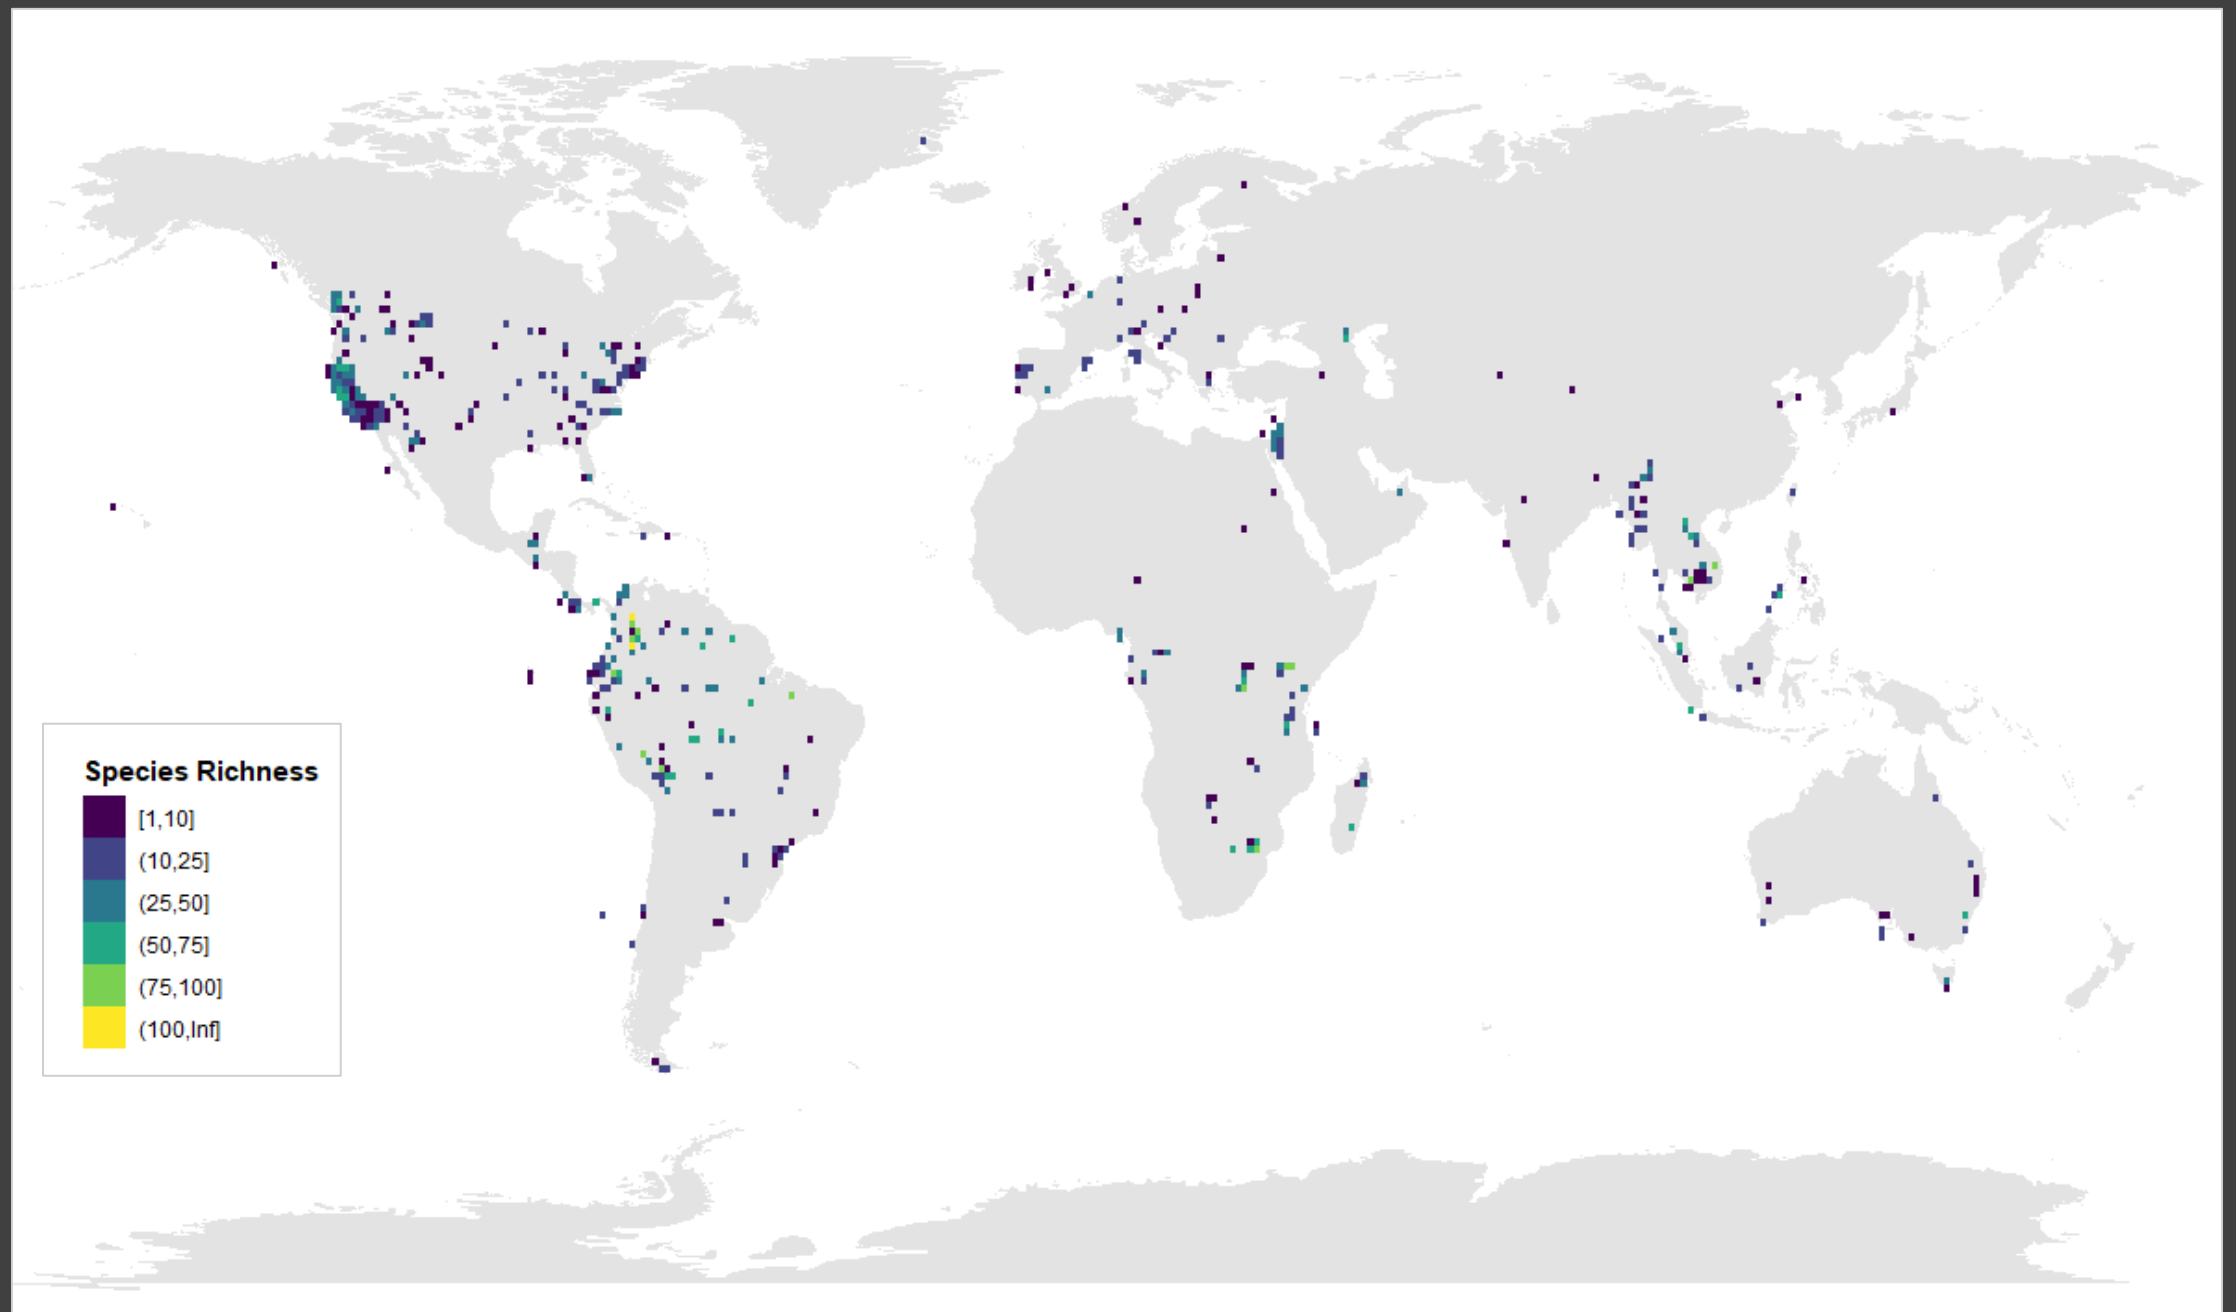 Species Richness
[1,10]
(10,25]
(25,50]
(50,75]
(75,100]
(100,Inf]